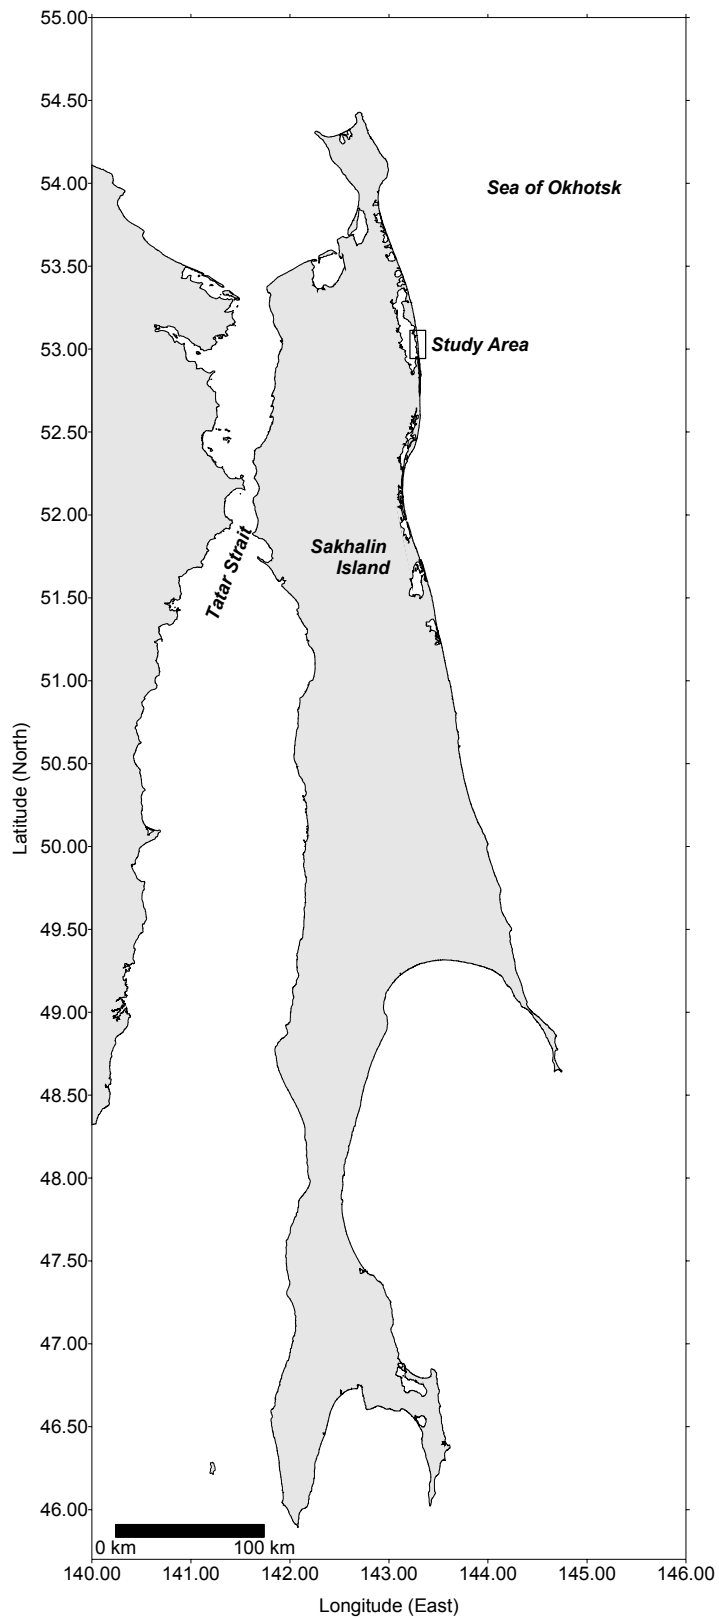 55.00
54.50
54.00
Sea of Okhotsk
53.50
53.00
Study Area
52.50
52.00
Sakhalin
Island
Tatar Strait
51.50
51.00
50.50
Latitude (North)
50.00
49.50
49.00
48.50
48.00
47.50
47.00
46.50
46.00
0 km 100 km
140.00 141.00 142.00 143.00 144.00 145.00 146.00
Longitude (East)